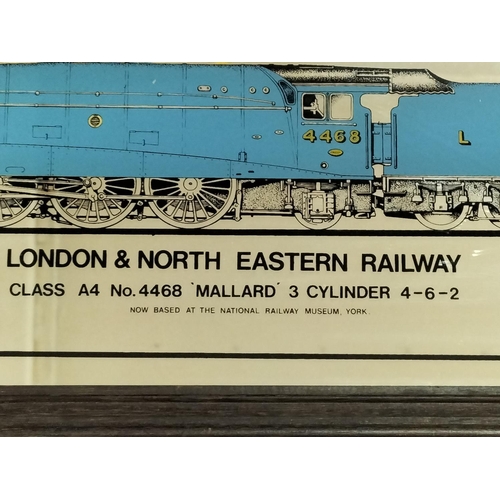 4468
L
LONDON & NORTH EASTERN RAILWAY
CLASS A4 No. 4468 'MALLARD' 3 CYLINDER 4-6-2
NOW BASED AT THE NATIONAL RAILWAY MUSEUM, YORK.